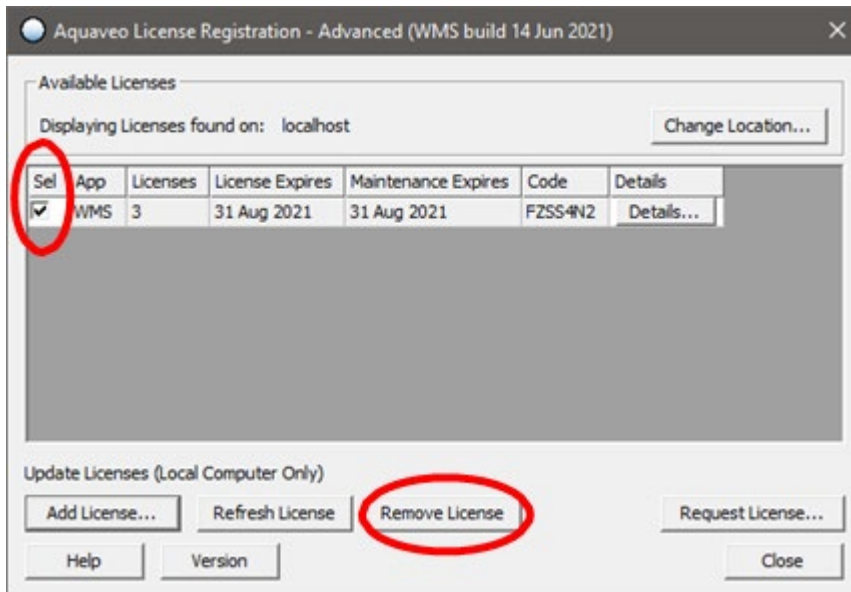 Aquaveo License Registration - Advanced (WMS build 14 Jun 2021)
Available Licenses
Displaying Licenses found on: localhost
Change Location...
Sel App Licenses License Expires Maintenance Expires Code Details
WMS 3 31 Aug 2021 31 Aug 2021 FZSS4N2 Details...
Update Licenses (Local Computer Only)
Add License... Refresh License Remove License Request License...
Help Version Close